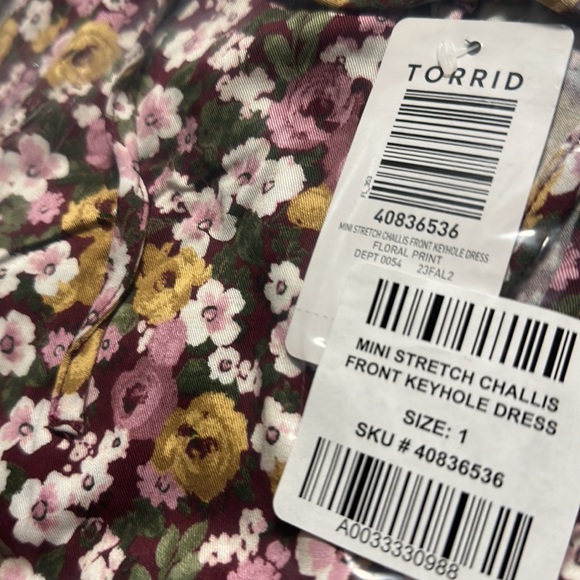 TORRID
40836536
MINI STRETCH CHALLIS FRONT KEYHOLE DRESS
FLORAL PRINT
DEPT 0054 23FAL2
MINI STRETCH CHALLIS
FRONT KEYHOLE DRESS
SIZE: 1
SKU # 40836536
A0033330988